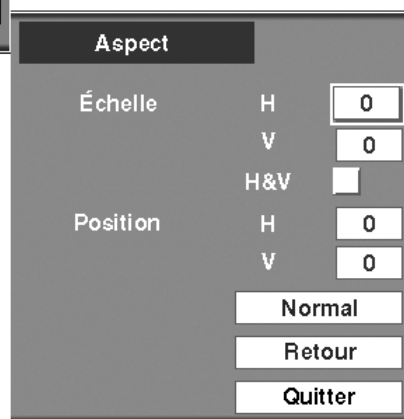 Aspect
Échelle H 0
V 0
H&V
Position H 0
V 0
Normal
Retour
Quitter